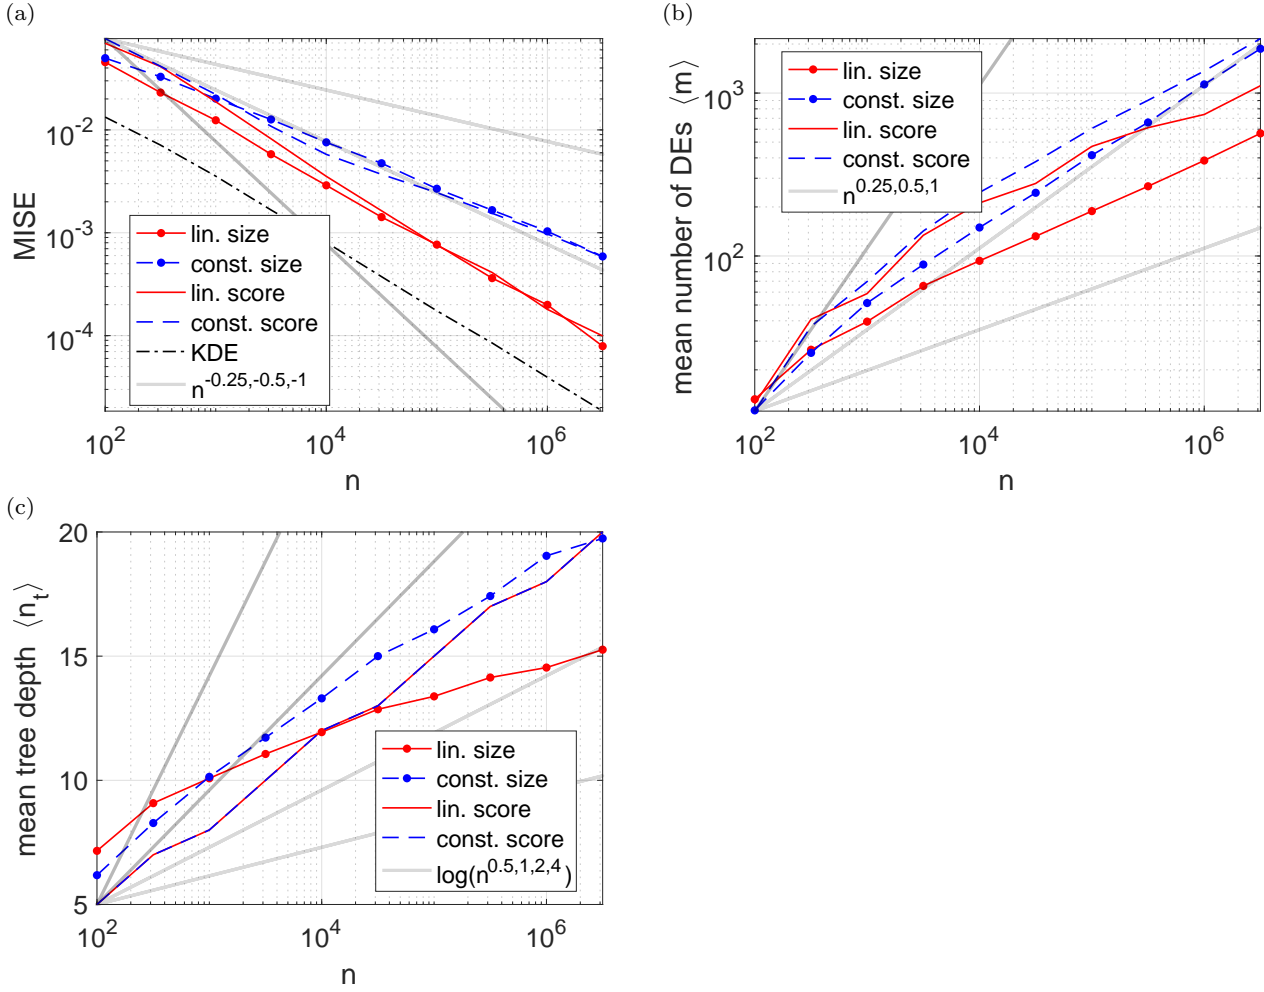 (a)
MISE
10^-2
10^-3
10^-4
lin. size
const. size
lin. score
const. score
KDE
n^-0.25,-0.5,-1
10^2
10^4
10^6
n
(b)
mean number of DEs ⟨m⟩
10^3
10^2
lin. size
const. size
lin. score
const. score
n^0.25,0.5,1
10^2
10^4
10^6
n
(c)
mean tree depth ⟨n_t⟩
20
15
10
5
lin. size
const. size
lin. score
const. score
log(n^0.5,1,2,4)
10^2
10^4
10^6
n